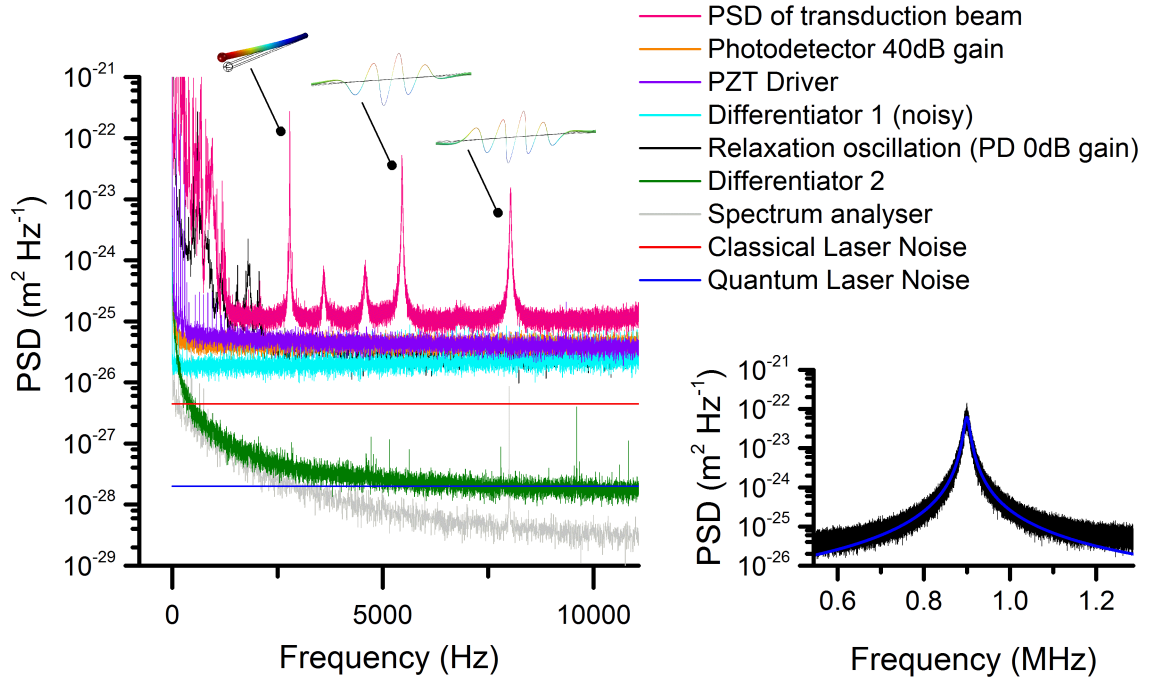 PSD of transduction beam
Photodetector 40dB gain
PZT Driver
Differentiator 1 (noisy)
Relaxation oscillation (PD 0dB gain)
Differentiator 2
Spectrum analyser
Classical Laser Noise
Quantum Laser Noise
PSD (m² Hz⁻¹)
10⁻²¹
10⁻²²
10⁻²³
10⁻²⁴
10⁻²⁵
10⁻²⁶
10⁻²⁷
10⁻²⁸
10⁻²⁹
0
5000
10000
Frequency (Hz)
PSD (m² Hz⁻¹)
10⁻²¹
10⁻²²
10⁻²³
10⁻²⁴
10⁻²⁵
10⁻²⁶
0.6
0.8
1.0
1.2
Frequency (MHz)